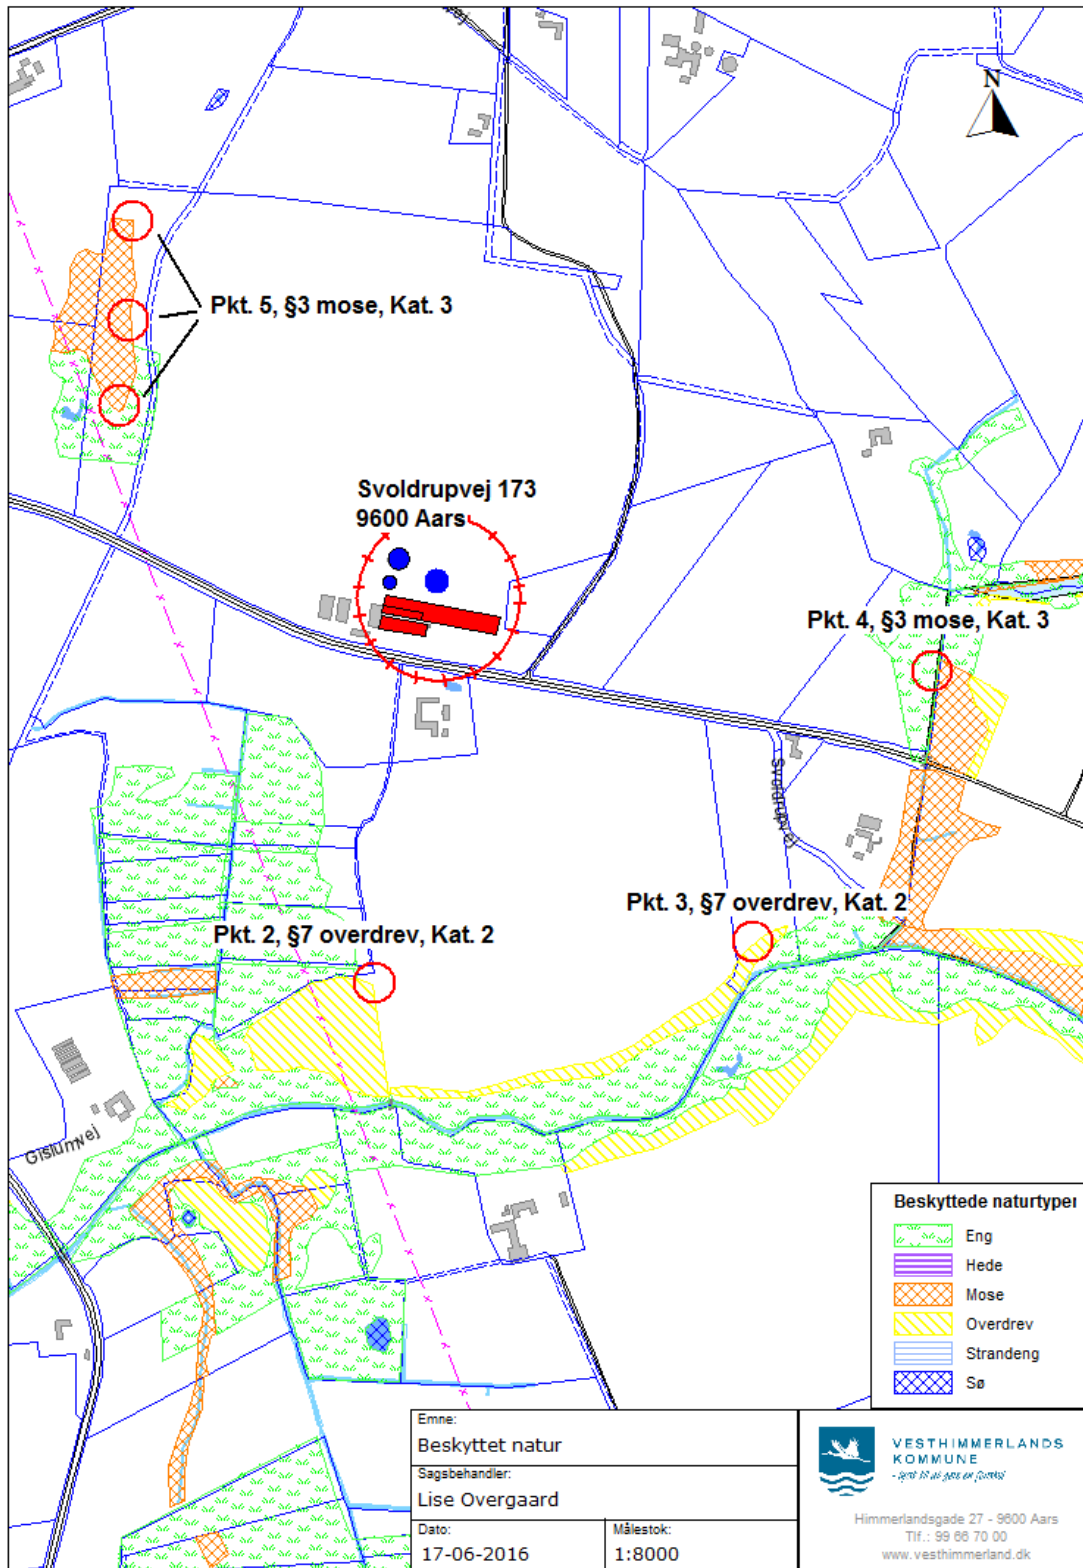 N
Pkt. 5, §3 mose, Kat. 3
Svoldrupvej 173
9600 Aars
Pkt. 4, §3 mose, Kat. 3
Svoldrupvej
Pkt. 3, §7 overdrev, Kat. 2
Pkt. 2, §7 overdrev, Kat. 2
Gislumvej
Beskyttede naturtyper
Eng
Hede
Mose
Overdrev
Strandeng
Sø
Emne:
Beskyttet natur
Sagsbehandler:
Lise Overgaard
Dato:
17-06-2016
Målestok:
1:8000
VESTHIMMERLANDS
KOMMUNE
Himmerlandsgade 27 - 9600 Aars
Tlf.: 99 66 70 00
www.vesthimmerland.dk